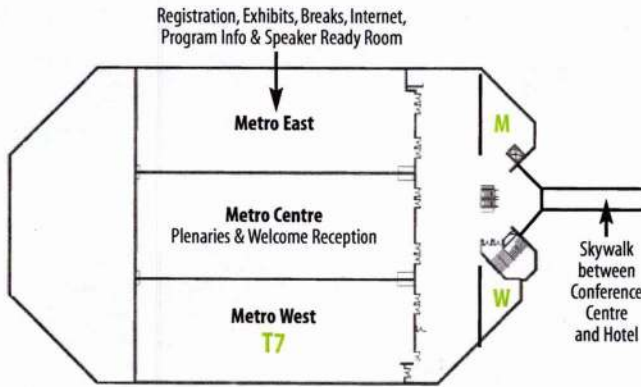 Registration, Exhibits, Breaks, Internet,
Program Info & Speaker Ready Room
Metro East
M
Metro Centre
Plenaries & Welcome Reception
Metro West
T7
W
Skywalk
between
Conference
Centre
and Hotel